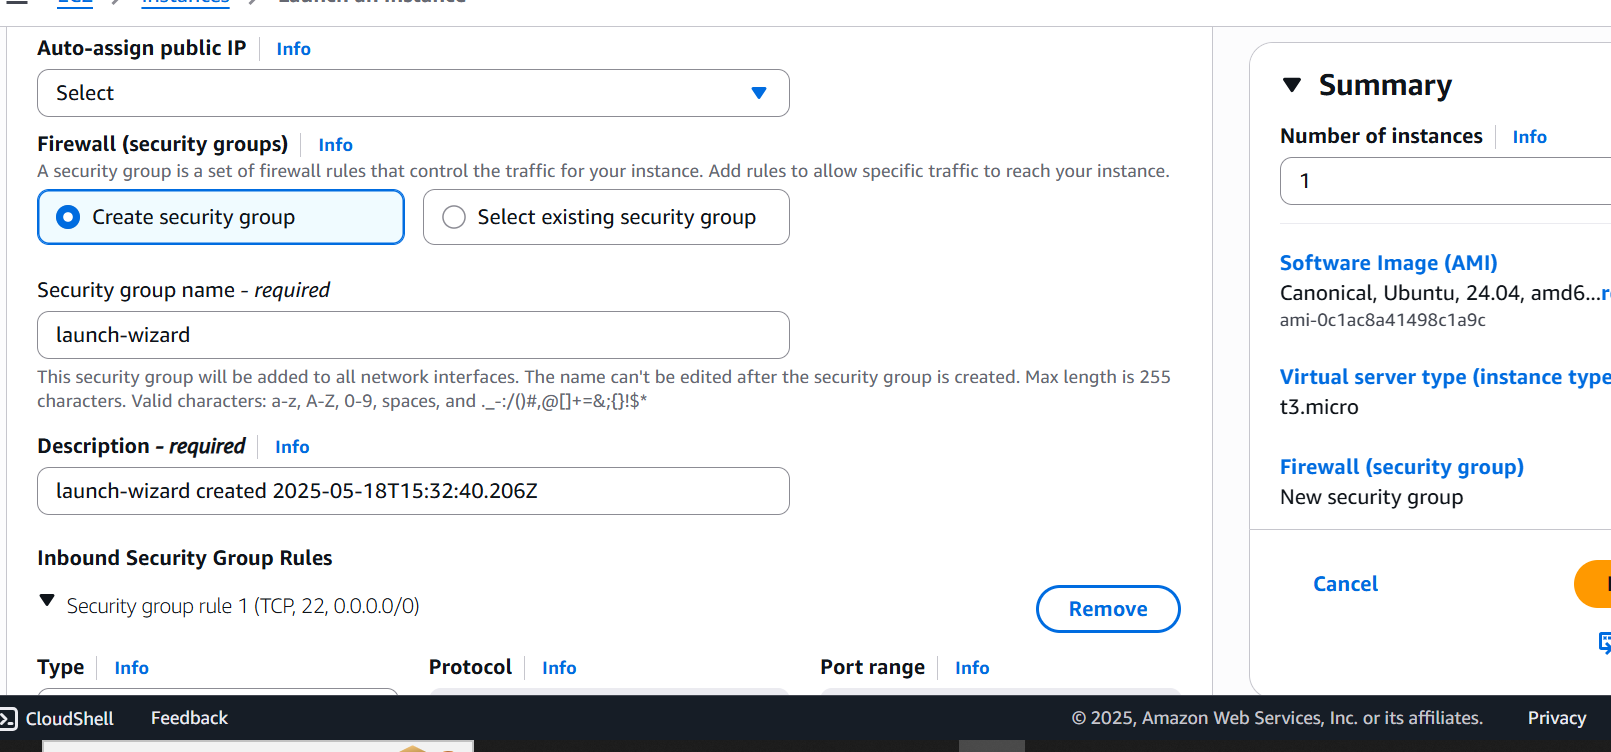 EC2 > Instances > Launch an instance
Auto-assign public IP Info
Select
Firewall (security groups) Info
A security group is a set of firewall rules that control the traffic for your instance. Add rules to allow specific traffic to reach your instance.
Create security group
Select existing security group
Security group name - required
launch-wizard
This security group will be added to all network interfaces. The name can't be edited after the security group is created. Max length is 255
characters. Valid characters: a-z, A-Z, 0-9, spaces, and ._-:/()#,@[]+=&;{}!$*
Description - required Info
launch-wizard created 2025-05-18T15:32:40.206Z
Inbound Security Group Rules
Security group rule 1 (TCP, 22, 0.0.0.0/0)
Remove
Type Info
Protocol Info
Port range Info
Summary
Number of instances Info
1
Software Image (AMI)
Canonical, Ubuntu, 24.04, amd6...
ami-0c1ac8a41498c1a9c
Virtual server type (instance type
t3.micro
Firewall (security group)
New security group
Cancel
CloudShell Feedback
© 2025, Amazon Web Services, Inc. or its affiliates. Privacy